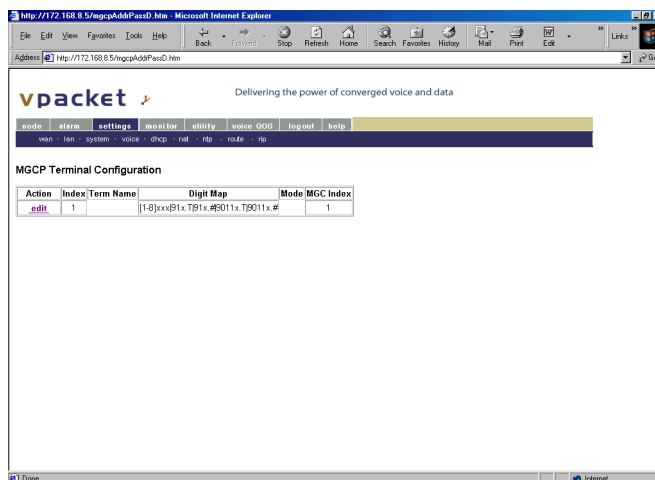 http://172.168.8.5/mgcpAddrPassD.htm - Microsoft Internet Explorer
File Edit View Favorites Tools Help
Back Forward Stop Refresh Home Search Favorites History Mail Print Edit
Links
Address http://172.168.8.5/mgcpAddrPassD.htm
Go
vpacket
Delivering the power of converged voice and data
node alarm settings monitor utility voice QOS logout help
wan - lan - system - voice - dhcp - nat - ntp - route - rip
MGCP Terminal Configuration
Action Index Term Name Digit Map Mode MGC Index
edit 1 [1-8]xxx|91x.T|91x.#|9011x.T|9011x.# 1
Done Internet